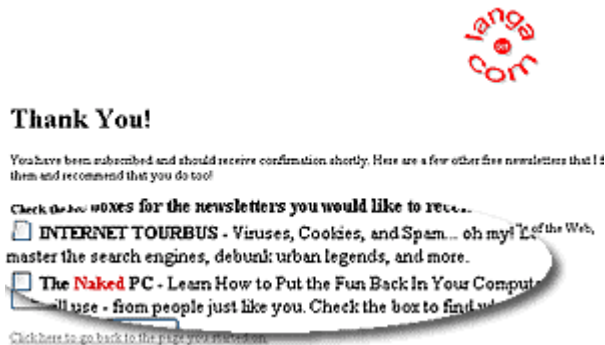 langa
dot
com
Thank You!
You have been subscribed and should receive confirmation shortly. Here are a few other free newsletters that I
them and recommend that you do too!
Check the boxes for the newsletters you would like to
INTERNET TOURBUS - Viruses, Cookies, and Spam... oh my! of the Web,
master the search engines, debunk urban legends, and more.
The Naked PC - Learn How to Put the Fun Back In Your
will use - from people just like you. Check the box to find
Click here to go back to the page you started on.